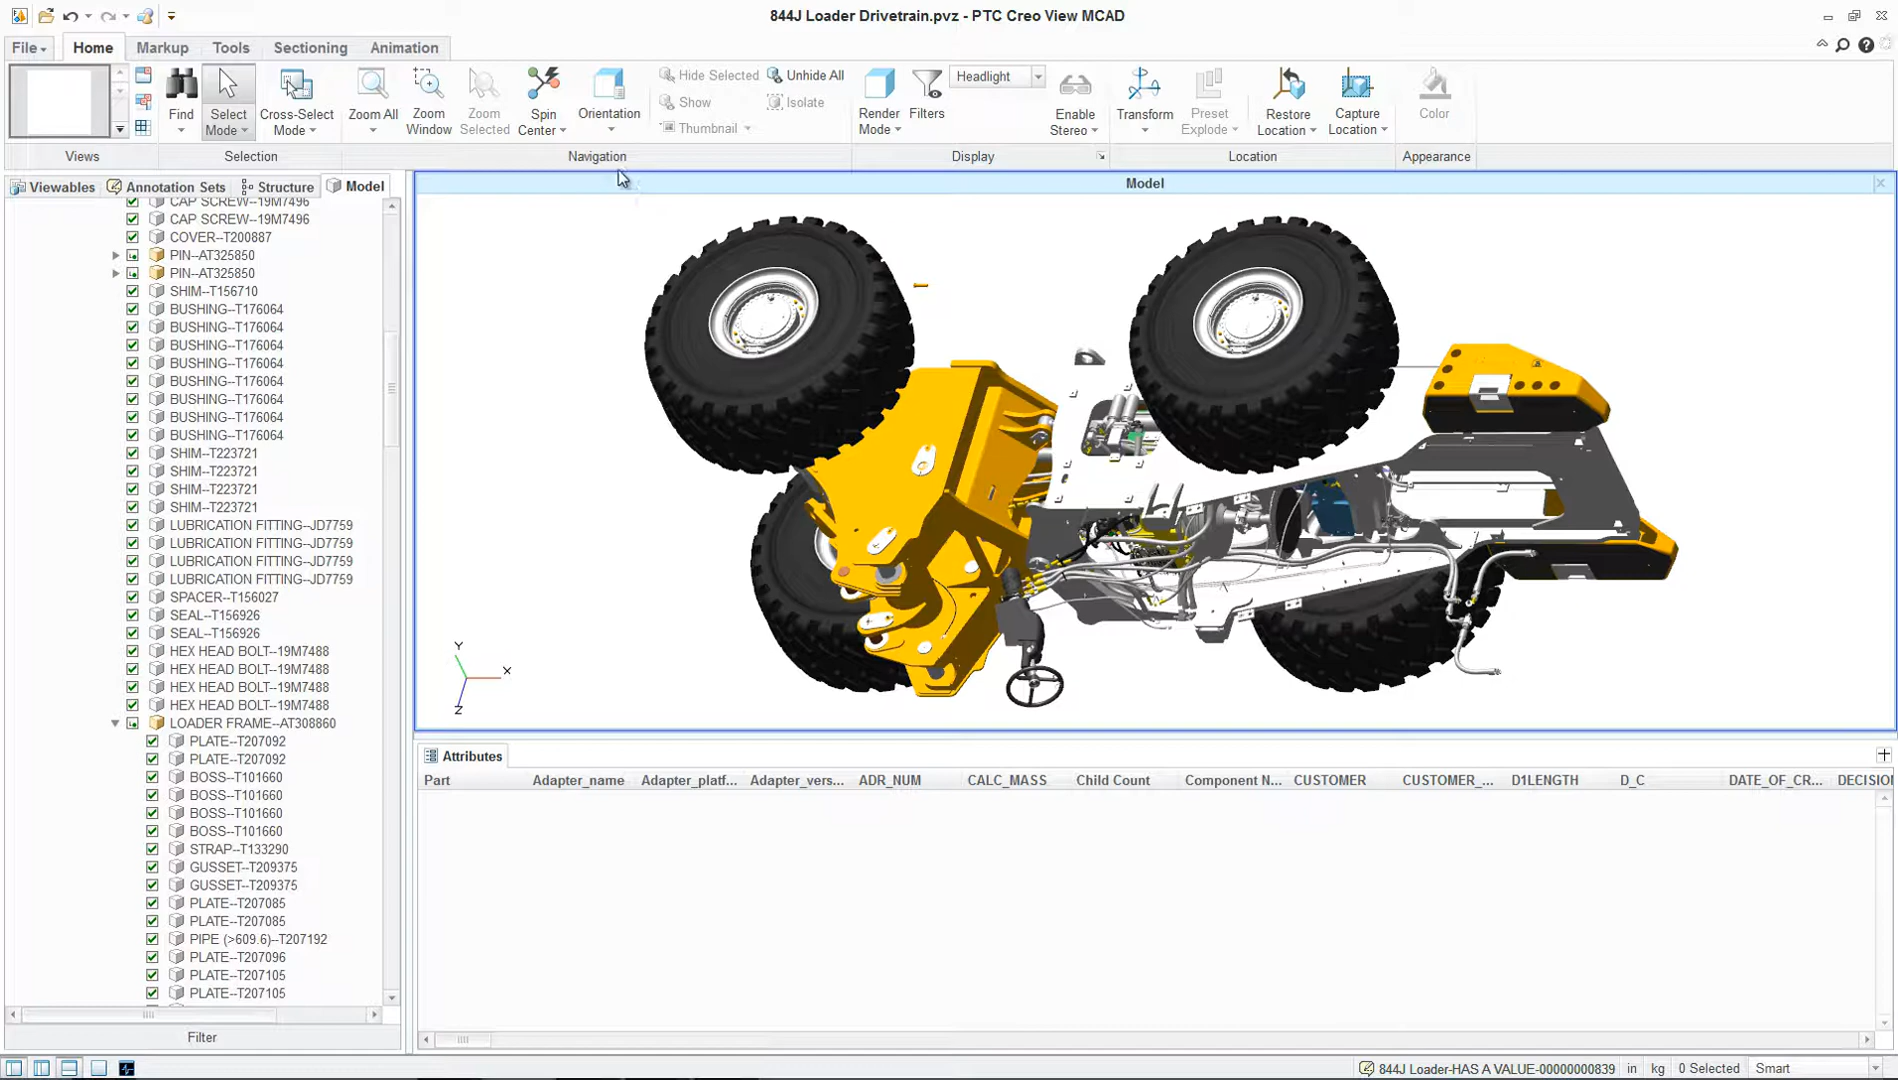 844J Loader Drivetrain.pvz - PTC Creo View MCAD
File Home Markup Tools Sectioning Animation
Find
Select Mode
Cross-Select Mode
Zoom All
Zoom Window
Zoom Selected
Spin Center
Orientation
Hide Selected
Show
Thumbnail
Unhide All
Isolate
Render Mode
Filters
Headlight
Enable Stereo
Transform
Preset Explode
Restore Location
Capture Location
Color
Views Selection Navigation Display Location Appearance
Viewables Annotation Sets Structure Model
Model
CAP SCREW--19M7496
CAP SCREW--19M7496
COVER--T200887
PIN--AT325850
PIN--AT325850
SHIM--T156710
BUSHING--T176064
BUSHING--T176064
BUSHING--T176064
BUSHING--T176064
BUSHING--T176064
BUSHING--T176064
BUSHING--T176064
BUSHING--T176064
SHIM--T223721
SHIM--T223721
SHIM--T223721
SHIM--T223721
LUBRICATION FITTING--JD7759
LUBRICATION FITTING--JD7759
LUBRICATION FITTING--JD7759
LUBRICATION FITTING--JD7759
SPACER--T156027
SEAL--T156926
SEAL--T156926
HEX HEAD BOLT--19M7488
HEX HEAD BOLT--19M7488
HEX HEAD BOLT--19M7488
HEX HEAD BOLT--19M7488
LOADER FRAME--AT308860
PLATE--T207092
PLATE--T207092
BOSS--T101660
BOSS--T101660
BOSS--T101660
BOSS--T101660
STRAP--T133290
GUSSET--T209375
GUSSET--T209375
PLATE--T207085
PLATE--T207085
PIPE (>609.6)--T207192
PLATE--T207096
PLATE--T207105
PLATE--T207105
Filter
Y
X
Z
Attributes
Part Adapter_name Adapter_platf... Adapter_vers... ADR_NUM CALC_MASS Child Count Component N... CUSTOMER CUSTOMER_... D1LENGTH D_C DATE_OF_CR... DECISION
844J Loader-HAS A VALUE-00000000839 in kg 0 Selected Smart